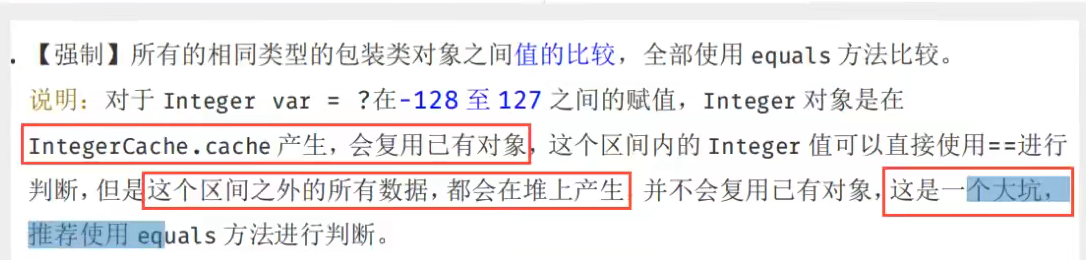 . 【强制】所有的相同类型的包装类对象之间值的比较，全部使用 equals 方法比较。
说明：对于 Integer var = ?在-128 至 127 之间的赋值，Integer 对象是在
IntegerCache.cache 产生，会复用已有对象，这个区间内的 Integer 值可以直接使用==进行
判断，但是这个区间之外的所有数据，都会在堆上产生，并不会复用已有对象，这是一个大坑，
推荐使用 equals 方法进行判断。